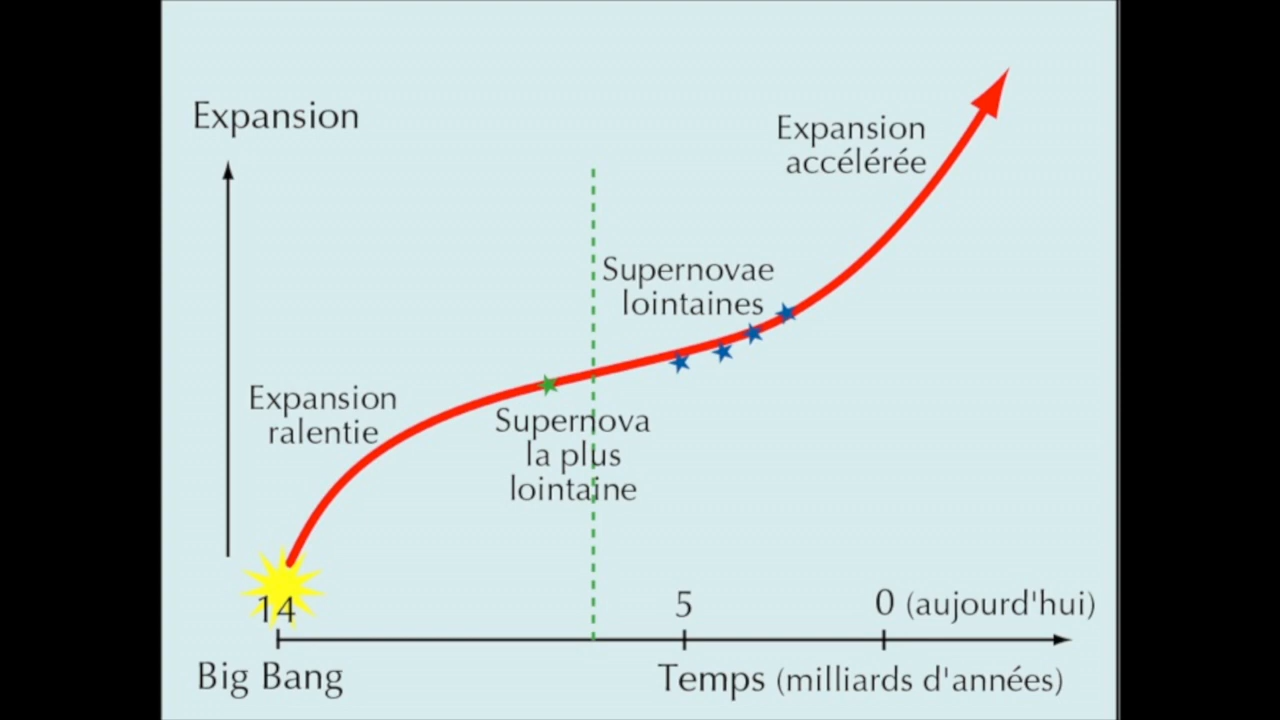 Expansion
Expansion
accélérée
Supernovae
lointaines
Expansion
ralentie
Supernova
la plus
lointaine
14
5
0 (aujourd'hui)
Big Bang
Temps (milliards d'années)